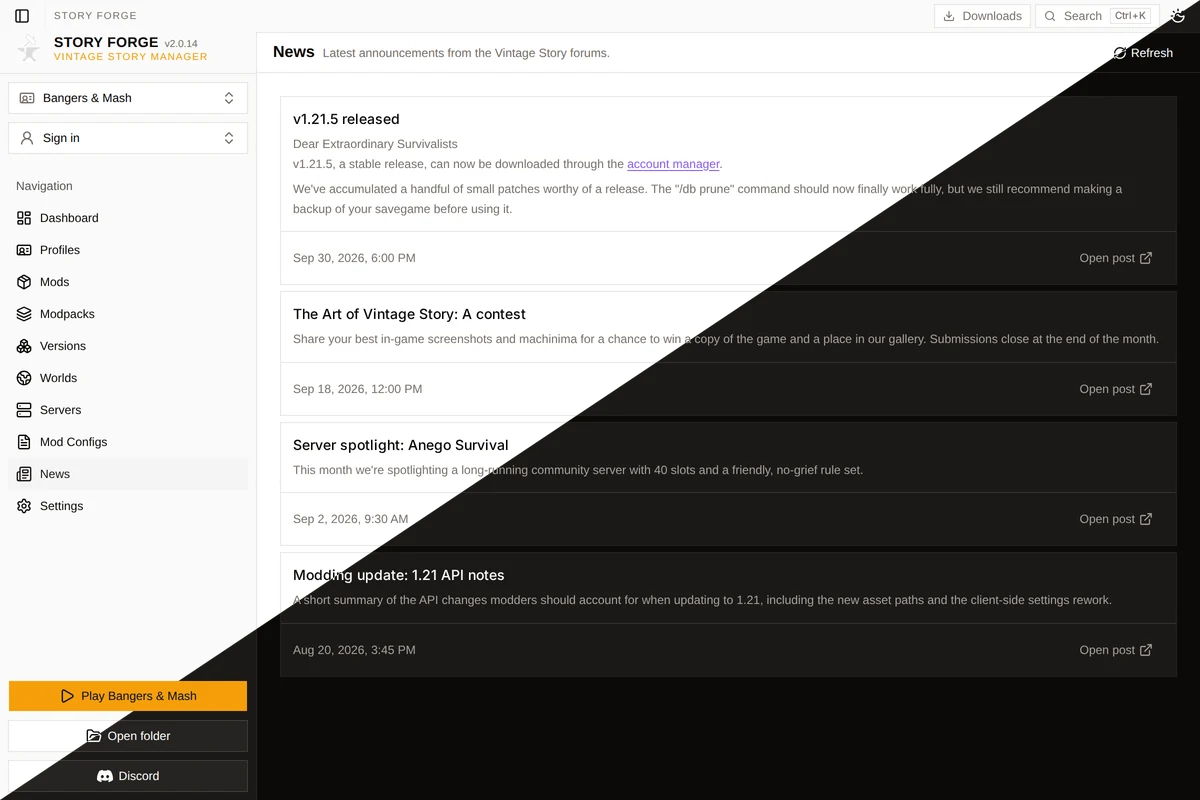 STORY FORGE
Downloads
Search Ctrl+K
STORY FORGE v2.0.14
VINTAGE STORY MANAGER
Bangers & Mash
Sign in
Navigation
Dashboard
Profiles
Mods
Modpacks
Versions
Worlds
Servers
Mod Configs
News
Settings
Play Bangers & Mash
Open folder
Discord
News Latest announcements from the Vintage Story forums.
Refresh
v1.21.5 released
Dear Extraordinary Survivalists
v1.21.5, a stable release, can now be downloaded through the account manager.
We've accumulated a handful of small patches worthy of a release. The "/db prune" command should now finally work fully, but we still recommend making a
backup of your savegame before using it.
Sep 30, 2026, 6:00 PM
Open post
The Art of Vintage Story: A contest
Share your best in-game screenshots and machinima for a chance to win a copy of the game and a place in our gallery. Submissions close at the end of the month.
Sep 18, 2026, 12:00 PM
Open post
Server spotlight: Anego Survival
This month we're spotlighting a long-running community server with 40 slots and a friendly, no-grief rule set.
Sep 2, 2026, 9:30 AM
Open post
Modding update: 1.21 API notes
A short summary of the API changes modders should account for when updating to 1.21, including the new asset paths and the client-side settings rework.
Aug 20, 2026, 3:45 PM
Open post